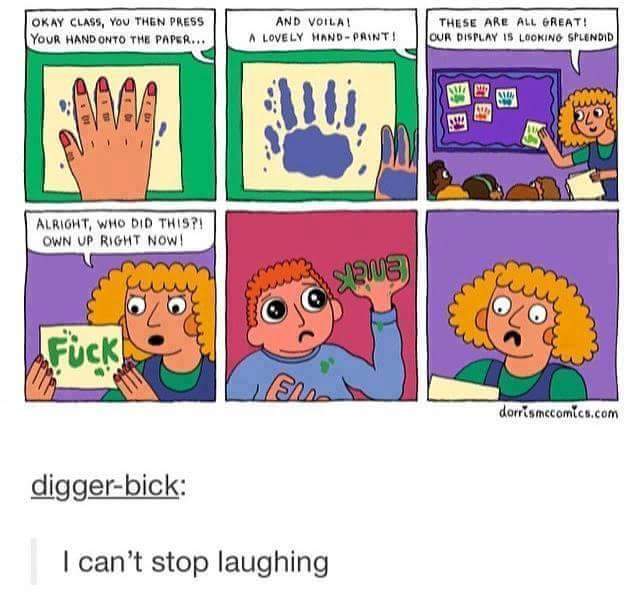 OKAY CLASS, YOU THEN PRESS
YOUR HAND ONTO THE PAPER...
AND VOILA!
A LOVELY HAND-PRINT!
THESE ARE ALL GREAT!
OUR DISPLAY IS LOOKING SPLENDID
ALRIGHT, WHO DID THIS?!
OWN UP RIGHT NOW!
FUCK
FUCK
dorrismccomics.com
digger-bick:
I can't stop laughing